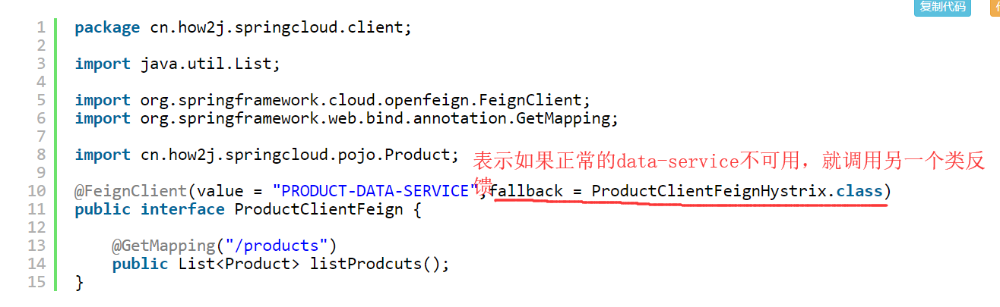 复制代码
1 package cn.how2j.springcloud.client;
2
3 import java.util.List;
4
5 import org.springframework.cloud.openfeign.FeignClient;
6 import org.springframework.web.bind.annotation.GetMapping;
7
8 import cn.how2j.springcloud.pojo.Product;
表示如果正常的data-service不可用，就调用另一个类反
馈
9
10 @FeignClient(value = "PRODUCT-DATA-SERVICE",fallback = ProductClientFeignHystrix.class)
11 public interface ProductClientFeign {
12
13 @GetMapping("/products")
14 public List<Product> listProdcuts();
15 }